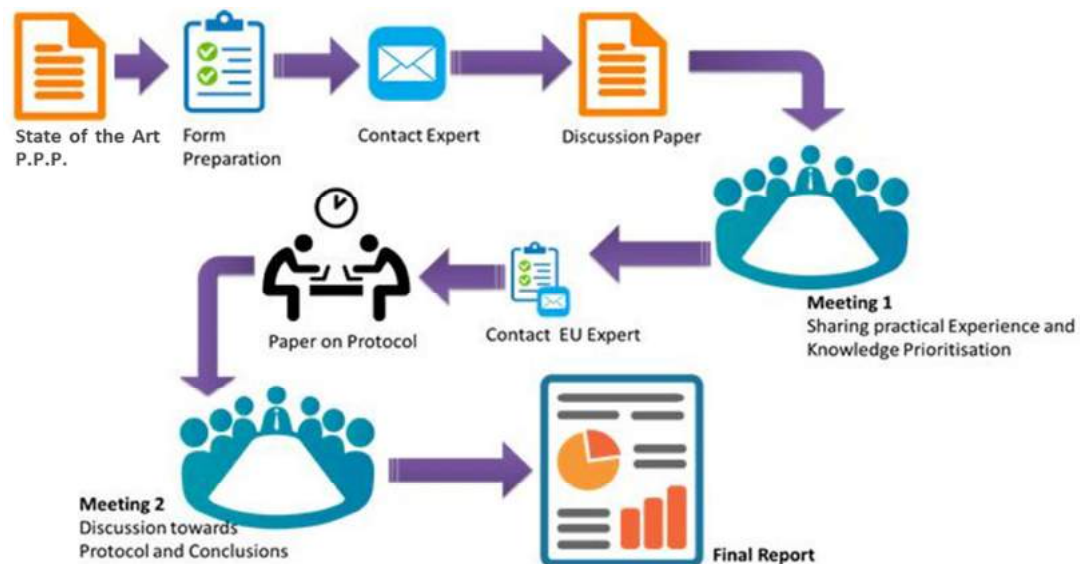 State of the Art
P.P.P.
Form
Preparation
Contact Expert
Discussion Paper
Meeting 1
Sharing practical Experience and
Knowledge Prioritisation
Contact EU Expert
Paper on Protocol
Meeting 2
Discussion towards
Protocol and Conclusions
Final Report